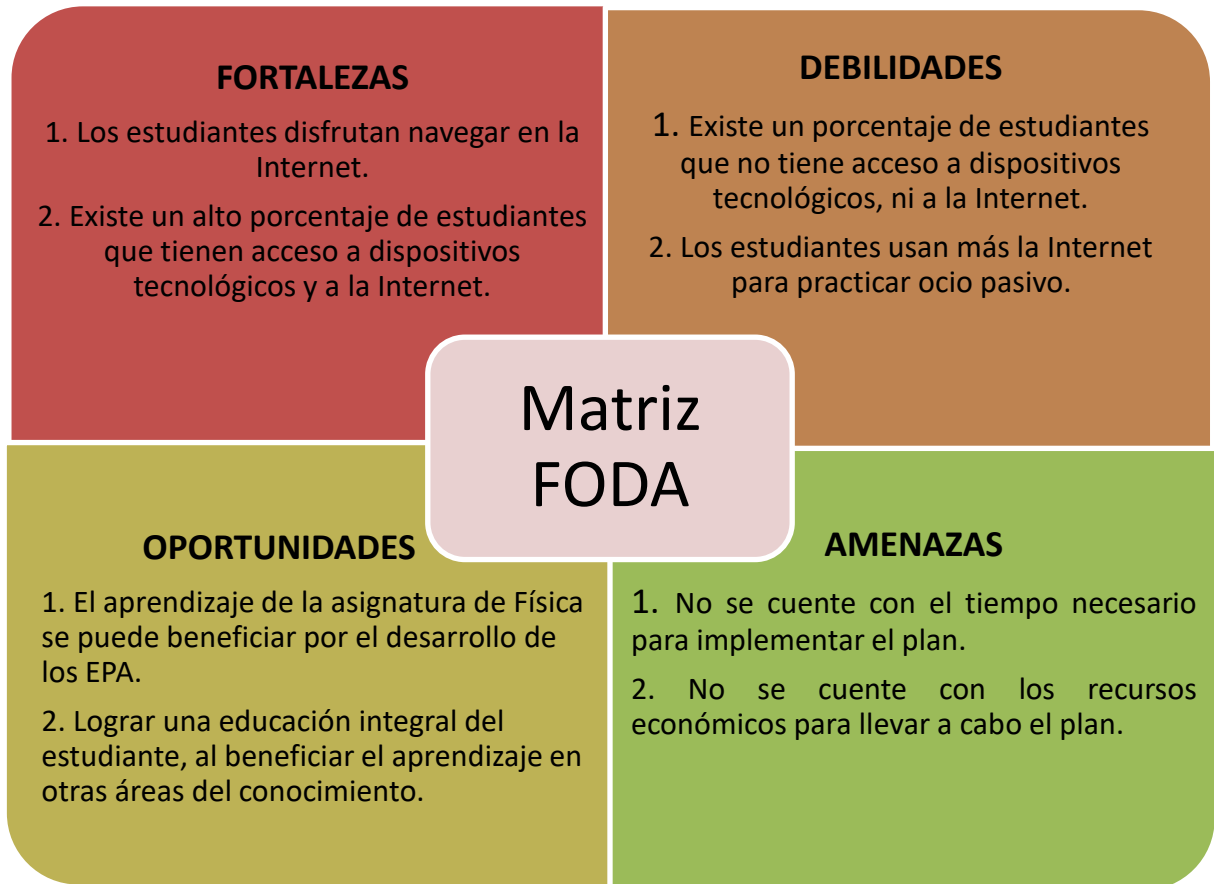 FORTALEZAS
1. Los estudiantes disfrutan navegar en la
Internet.
2. Existe un alto porcentaje de estudiantes
que tienen acceso a dispositivos
tecnológicos y a la Internet.
DEBILIDADES
1. Existe un porcentaje de estudiantes
que no tiene acceso a dispositivos
tecnológicos, ni a la Internet.
2. Los estudiantes usan más la Internet
para practicar ocio pasivo.
Matriz
FODA
OPORTUNIDADES
1. El aprendizaje de la asignatura de Física
se puede beneficiar por el desarrollo de
los EPA.
2. Lograr una educación integral del
estudiante, al beneficiar el aprendizaje en
otras áreas del conocimiento.
AMENAZAS
1. No se cuente con el tiempo necesario
para implementar el plan.
2. No se cuente con los recursos
económicos para llevar a cabo el plan.